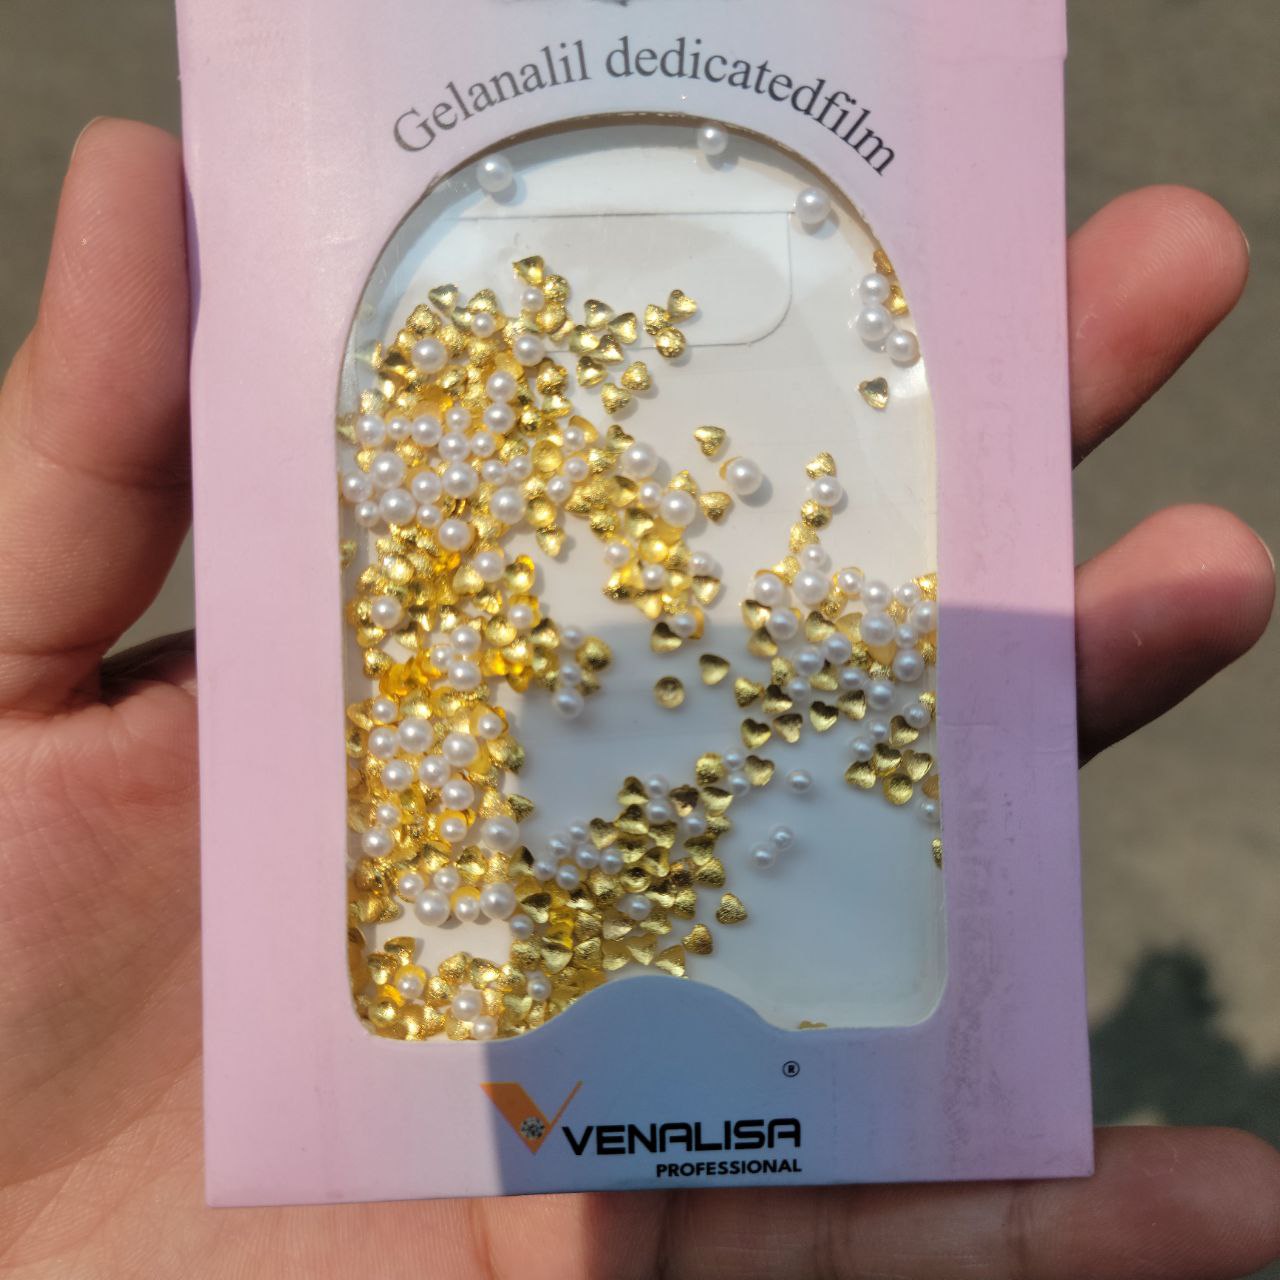 Gelanalil dedicatedfilm
®
VENALISA
PROFESSIONAL